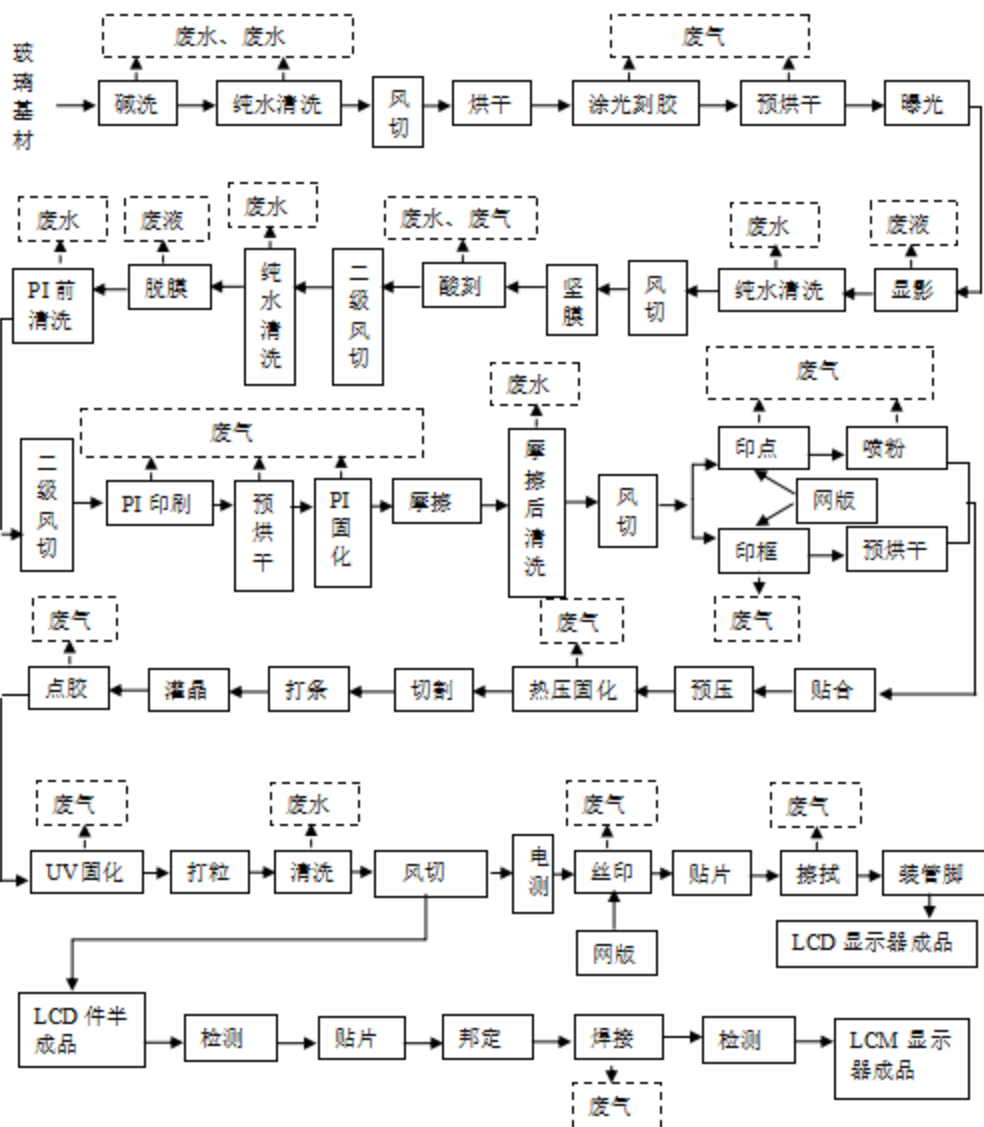 废水、废水
废气
玻
璃
基
材
碱洗
纯水清洗
风
切
烘干
涂光刻胶
预烘干
曝光
废水
废液
废水
废水、废气
废水
废液
PI前
清洗
脱膜
纯
水
清
洗
二
级
风
切
酸刻
坚
膜
风
切
纯水清洗
显影
废水
废气
废气
二
级
风
切
PI印刷
预
烘
干
PI
固
化
摩擦
摩
擦
后
清
洗
风
切
印点
喷粉
网版
印框
预烘干
废气
废气
废气
点胶
灌晶
打条
切割
热压固化
预压
贴合
废气
废水
废气
废气
UV固化
打粒
清洗
风切
电
测
丝印
贴片
擦拭
装管脚
网版
LCD显示器成品
LCD件半
成品
检测
贴片
邦定
焊接
检测
LCM显示
器成品
废气